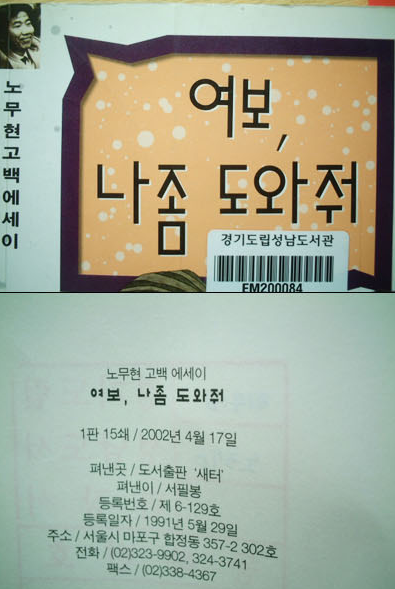 노무현고백에세이
여보,
나좀 도와줘
경기도립성남도서관
EM200084
노무현 고백 에세이
여보, 나좀 도와줘
1판 15쇄 / 2002년 4월 17일
펴낸곳 / 도서출판 '새터'
펴낸이 / 서필봉
등록번호 / 제 6-129호
등록일자 / 1991년 5월 29일
주소 / 서울시 마포구 합정동 357-2 302호
전화 / (02)323-9902, 324-3741
팩스 / (02)338-4367